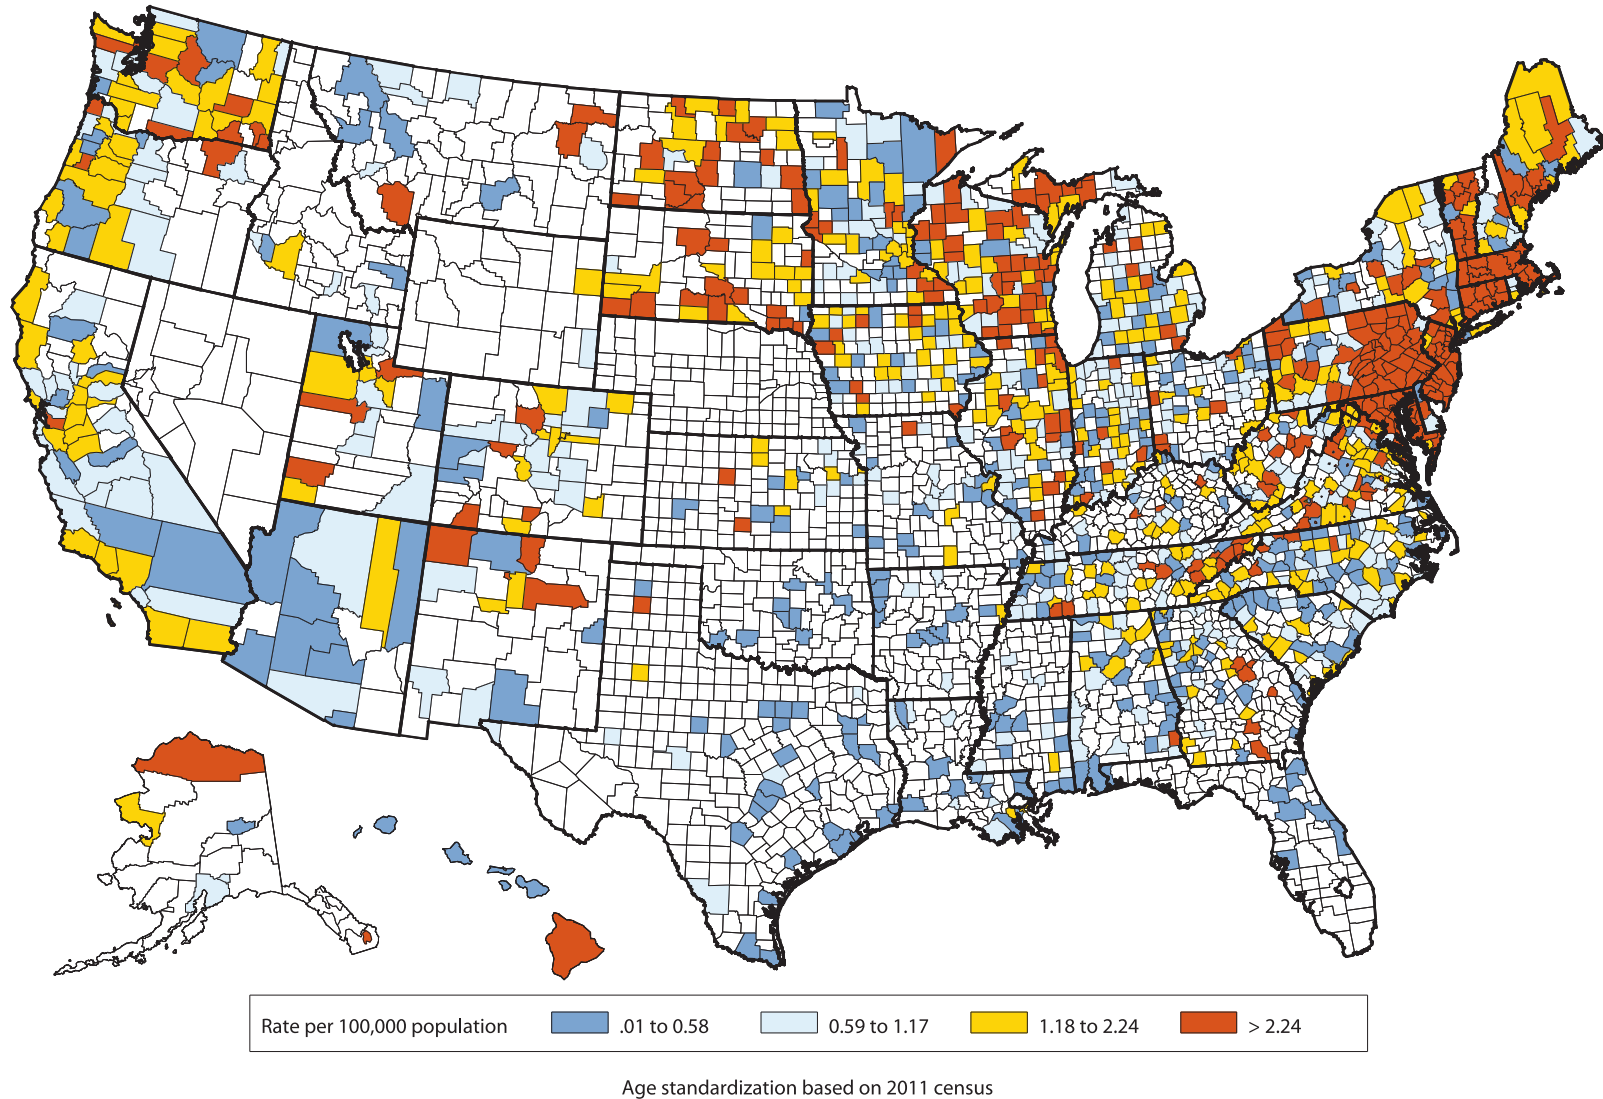 Rate per 100,000 population .01 to 0.58 0.59 to 1.17 1.18 to 2.24 > 2.24
Age standardization based on 2011 census